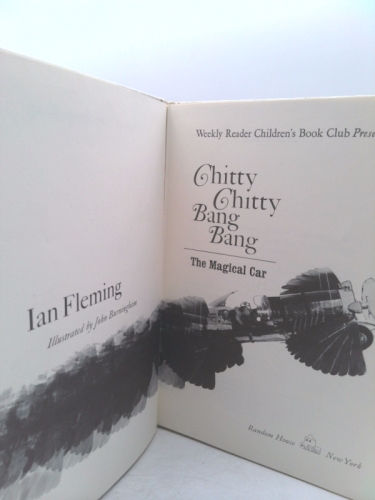 Ian Fleming
Illustrated by John Burningham
Weekly Reader Children's Book Club Prese
Chitty
Chitty
Bang
Bang
The Magical Car
Random House New York